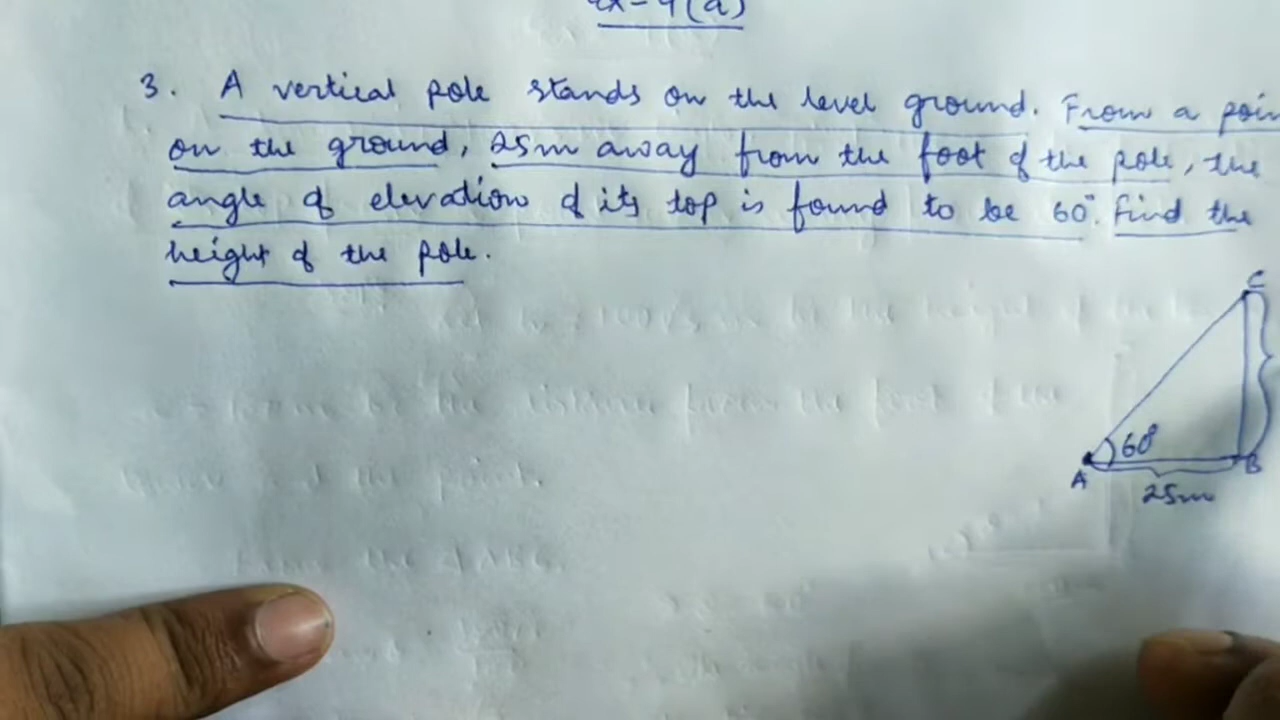 3. A vertical pole stands on the level ground. From a poin
on the ground, 25m away from the foot of the pole, the
angle of elevation of its top is found to be 60°. Find the
height of the pole.
C
60°
A
B
25m